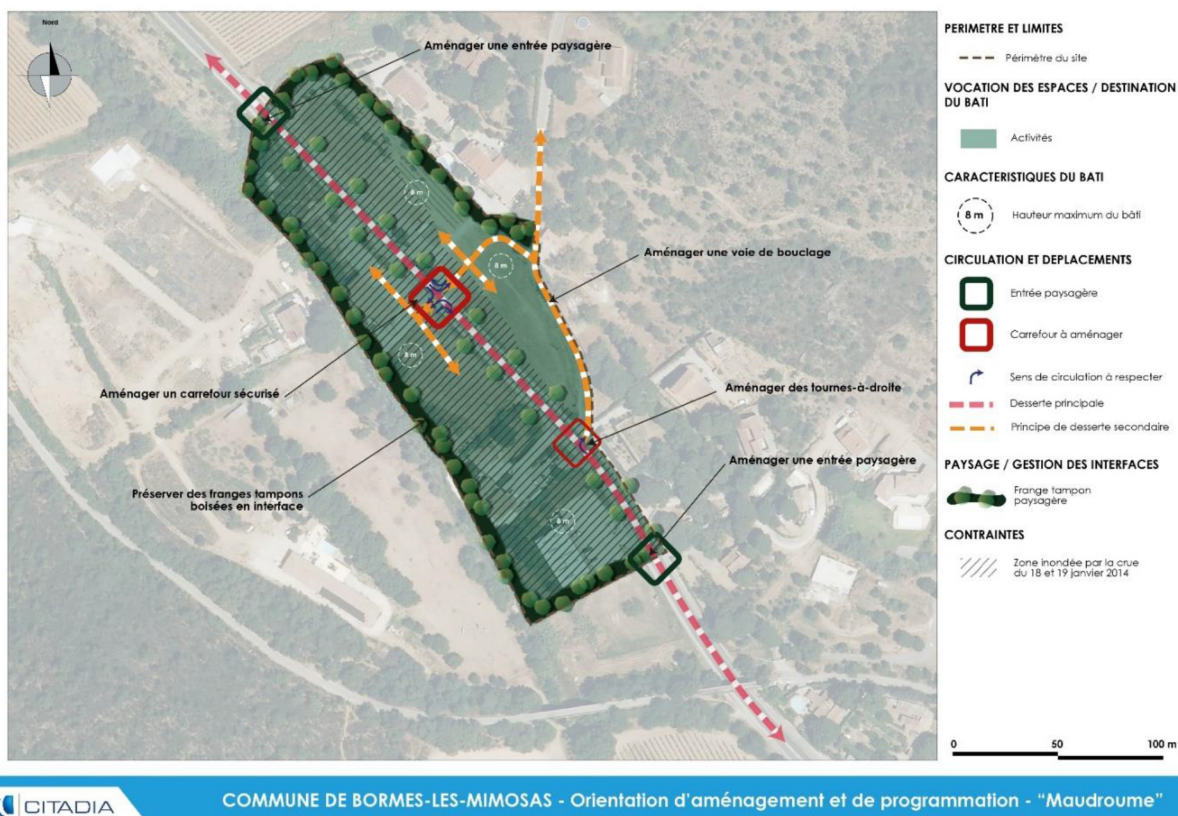 Nord
Aménager une entrée paysagère
8 m
Aménager une voie de bouclage
8 m
8 m
Aménager un carrefour sécurisé
Aménager des tournes-à-droite
Aménager une entrée paysagère
Préserver des franges tampons
boisées en interface
8 m
PERIMETRE ET LIMITES
Périmètre du site
VOCATION DES ESPACES / DESTINATION
DU BATI
Activités
CARACTERISTIQUES DU BATI
8 m
Hauteur maximum du bâti
CIRCULATION ET DEPLACEMENTS
Entrée paysagère
Carrefour à aménager
Sens de circulation à respecter
Desserte principale
Principe de desserte secondaire
PAYSAGE / GESTION DES INTERFACES
Frange tampon
paysagère
CONTRAINTES
Zone inondée par la crue
du 18 et 19 janvier 2014
0 50 100 m
CITADIA
COMMUNE DE BORMES-LES-MIMOSAS - Orientation d'aménagement et de programmation - "Maudroume"